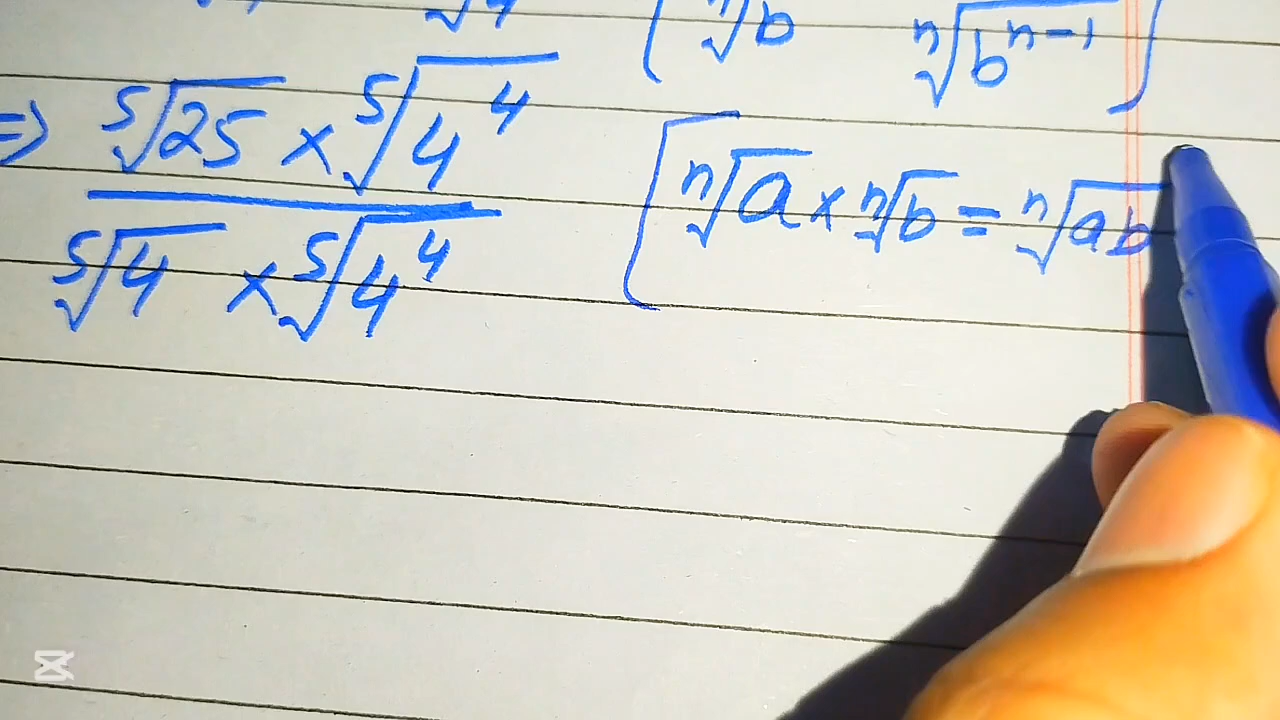 ⁿ√b ⁿ√bⁿ⁻¹ ]
=> ⁵√25 × ⁵√4⁴
⁵√4 × ⁵√4⁴
[ ⁿ√a × ⁿ√b = ⁿ√ab